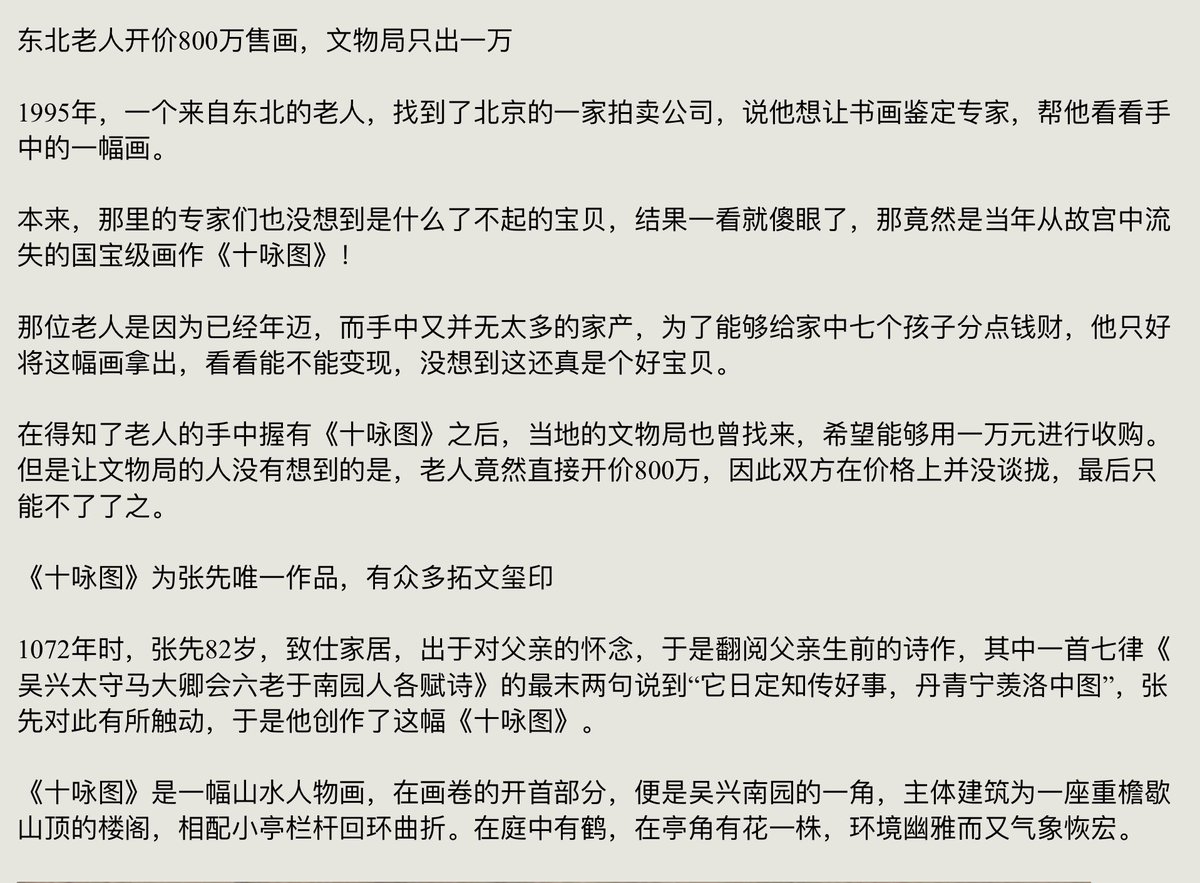 东北老人开价800万售画，文物局只出一万
1995年，一个来自东北的老人，找到了北京的一家拍卖公司，说他想让书画鉴定专家，帮他看看手
中的一幅画。
本来，那里的专家们也没想到是什么了不起的宝贝，结果一看就傻眼了，那竟然是当年从故宫中流
失的国宝级画作《十咏图》！
那位老人是因为已经年迈，而手中又并无太多的家产，为了能够给家中七个孩子分点钱财，他只好
将这幅画拿出，看看能不能变现，没想到这还真是个好宝贝。
在得知了老人的手中握有《十咏图》之后，当地的文物局也曾找来，希望能够用一万元进行收购。
但是让文物局的人没有想到的是，老人竟然直接开价800万，因此双方在价格上并没谈拢，最后只
能不了了之。
《十咏图》为张先唯一作品，有众多拓文玺印
1072年时，张先82岁，致仕家居，出于对父亲的怀念，于是翻阅父亲生前的诗作，其中一首七律《
吴兴太守马大卿会六老于南园人各赋诗》的最末两句说到“它日定知传好事，丹青宁羡洛中图”，张
先对此有所触动，于是他创作了这幅《十咏图》。
《十咏图》是一幅山水人物画，在画卷的开首部分，便是吴兴南园的一角，主体建筑为一座重檐歇
山顶的楼阁，相配小亭栏杆回环曲折。在庭中有鹤，在亭角有花一株，环境幽雅而又气象恢宏。